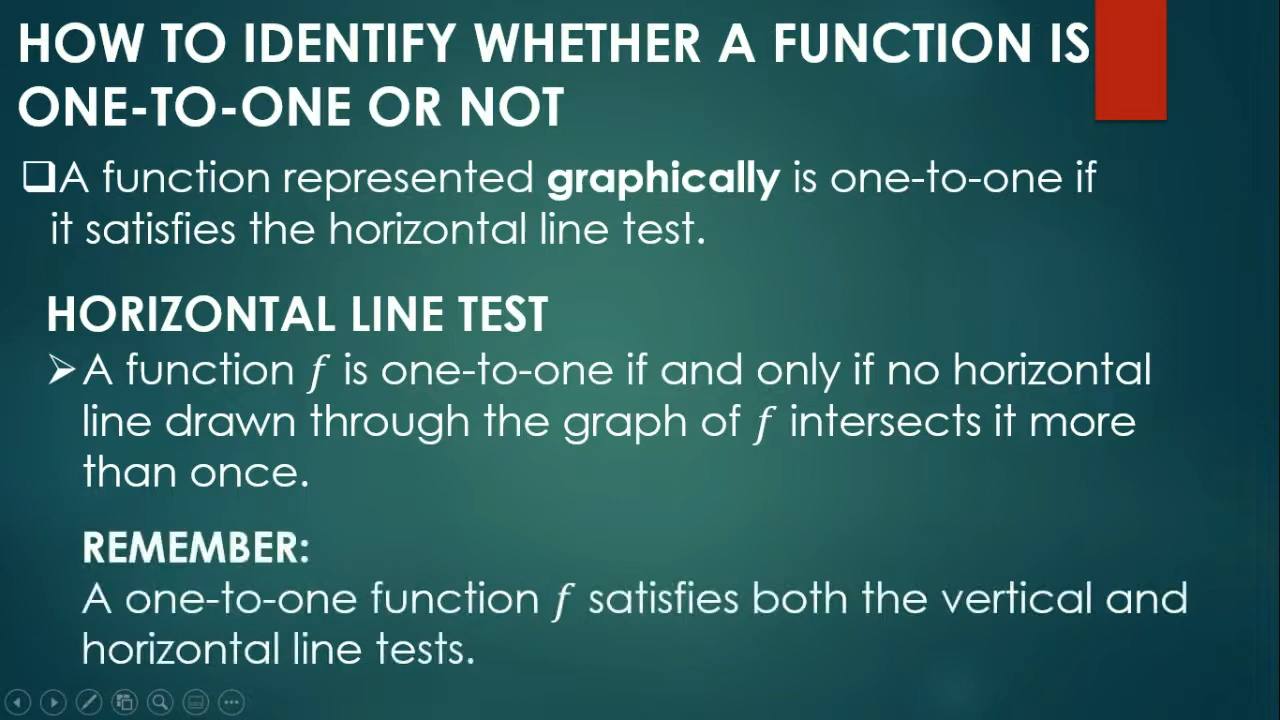 HOW TO IDENTIFY WHETHER A FUNCTION IS
ONE-TO-ONE OR NOT
❑A function represented graphically is one-to-one if
it satisfies the horizontal line test.
HORIZONTAL LINE TEST
➢A function f is one-to-one if and only if no horizontal
line drawn through the graph of f intersects it more
than once.
REMEMBER:
A one-to-one function f satisfies both the vertical and
horizontal line tests.